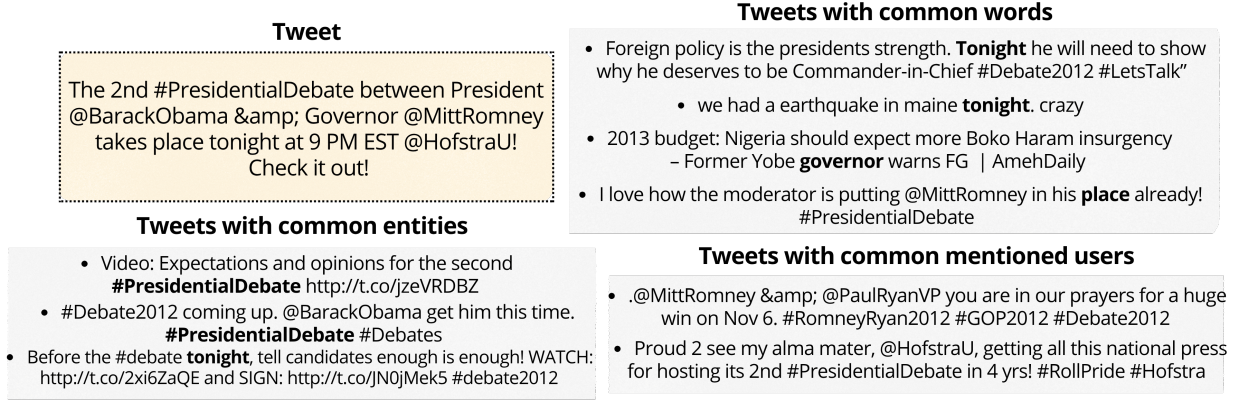 Tweet
The 2nd #PresidentialDebate between President
@BarackObama &amp; Governor @MittRomney
takes place tonight at 9 PM EST @HofstraU!
Check it out!
Tweets with common words
• Foreign policy is the presidents strength. Tonight he will need to show
why he deserves to be Commander-in-Chief #Debate2012 #LetsTalk”
• we had a earthquake in maine tonight. crazy
• 2013 budget: Nigeria should expect more Boko Haram insurgency
– Former Yobe governor warns FG | AmehDaily
• I love how the moderator is putting @MittRomney in his place already!
#PresidentialDebate
Tweets with common entities
• Video: Expectations and opinions for the second
#PresidentialDebate http://t.co/jzeVRDBZ
• #Debate2012 coming up. @BarackObama get him this time.
#PresidentialDebate #Debates
• Before the #debate tonight, tell candidates enough is enough! WATCH:
http://t.co/2xi6ZaQE and SIGN: http://t.co/JN0jMek5 #debate2012
Tweets with common mentioned users
• .@MittRomney &amp; @PaulRyanVP you are in our prayers for a huge
win on Nov 6. #RomneyRyan2012 #GOP2012 #Debate2012
• Proud 2 see my alma mater, @HofstraU, getting all this national press
for hosting its 2nd #PresidentialDebate in 4 yrs! #RollPride #Hofstra